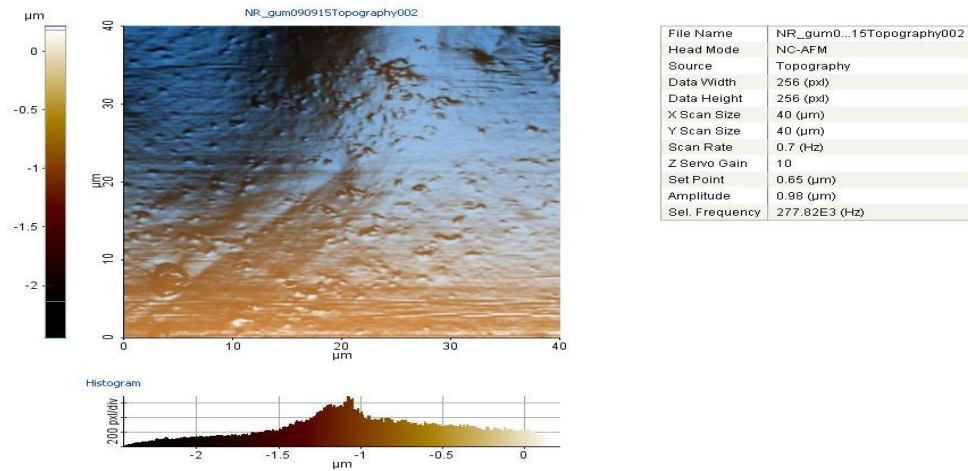 µm
NR_gum090915Topography002
0
-0.5
-1
-1.5
-2
40
30
20
10
0
µm
0 10 20 30 40
µm
File Name NR_gum0...15Topography002
Head Mode NC-AFM
Source Topography
Data Width 256 (pxl)
Data Height 256 (pxl)
X Scan Size 40 (µm)
Y Scan Size 40 (µm)
Scan Rate 0.7 (Hz)
Z Servo Gain 10
Set Point 0.65 (µm)
Amplitude 0.98 (µm)
Sel. Frequency 277.82E3 (Hz)
Histogram
200 pxl/div
-2 -1.5 -1 -0.5 0
µm